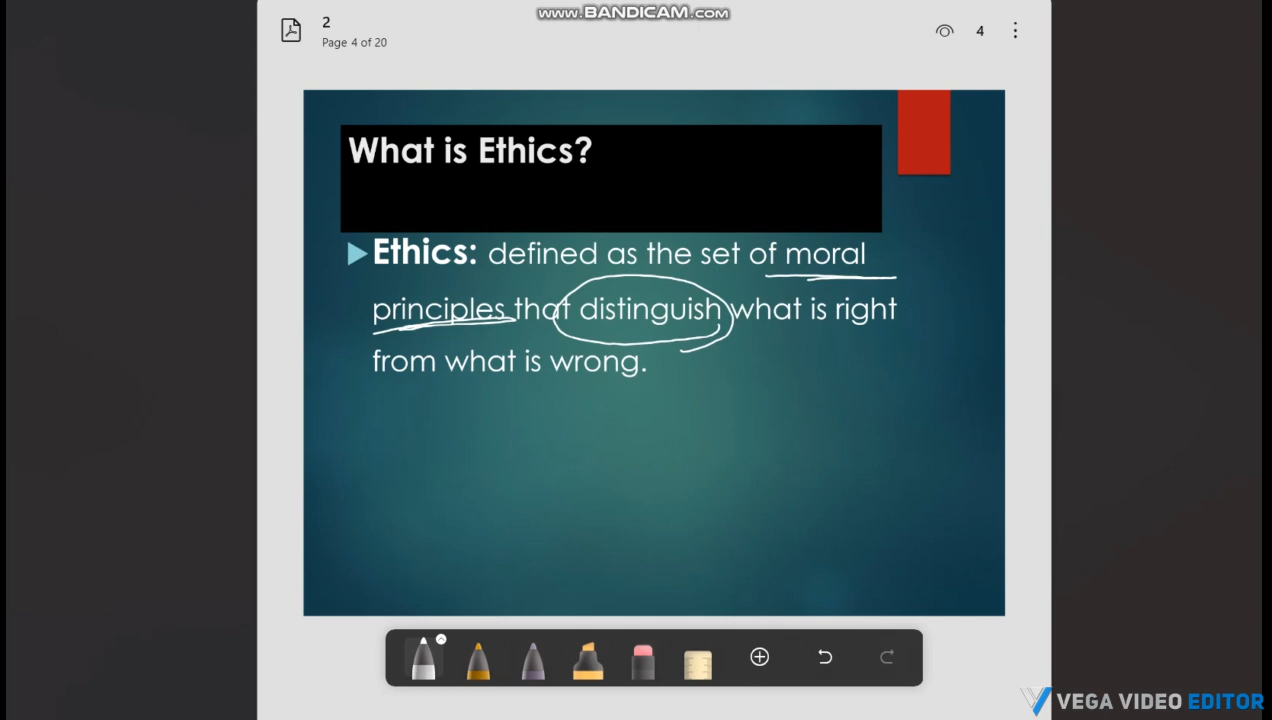 www.BANDICAM.com
2
Page 4 of 20
4
What is Ethics?
Ethics: defined as the set of moral
principles that distinguish what is right
from what is wrong.
VEGA VIDEO EDITOR